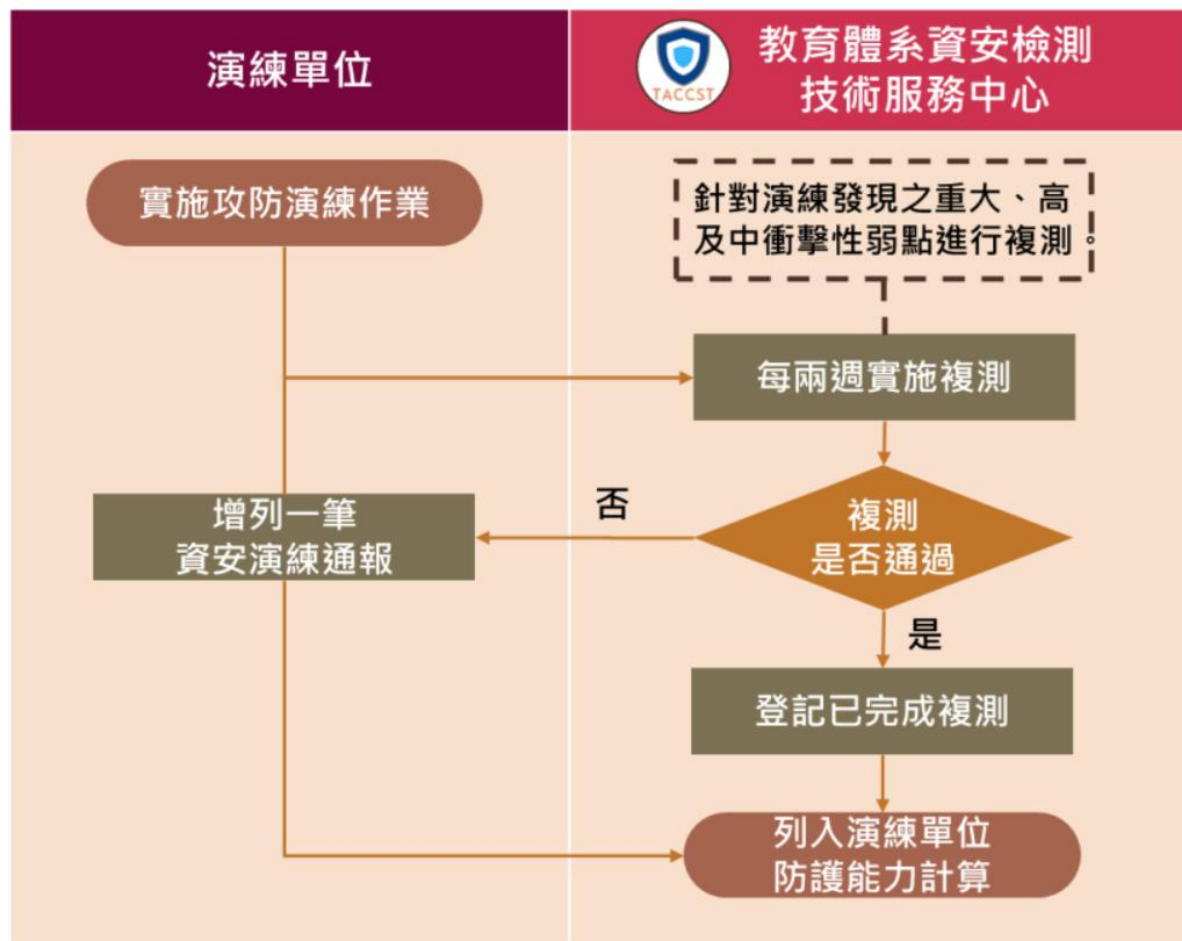 演練單位
TACCST
教育體系資安檢測
技術服務中心
實施攻防演練作業
針對演練發現之重大、高
及中衝擊性弱點進行複測。
每兩週實施複測
增列一筆
資安演練通報
否
複測
是否通過
是
登記已完成複測
列入演練單位
防護能力計算